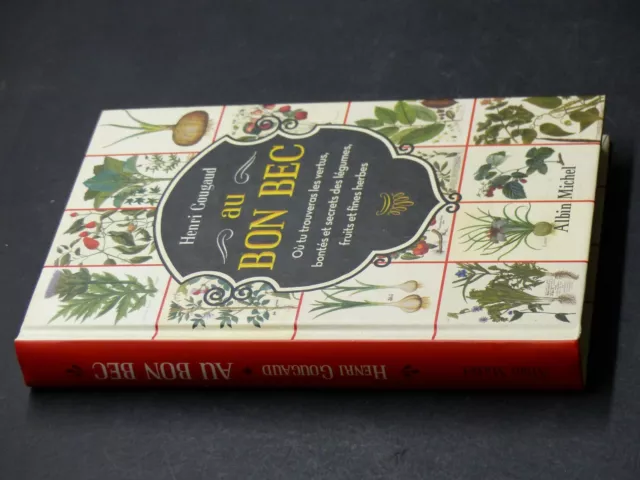 Henri Gougaud
au
BON BEC
Où tu trouveras les vertus,
bontés et secrets des légumes,
fruits et fines herbes
Albin Michel
HENRI GOUGAUD AU BON BEC